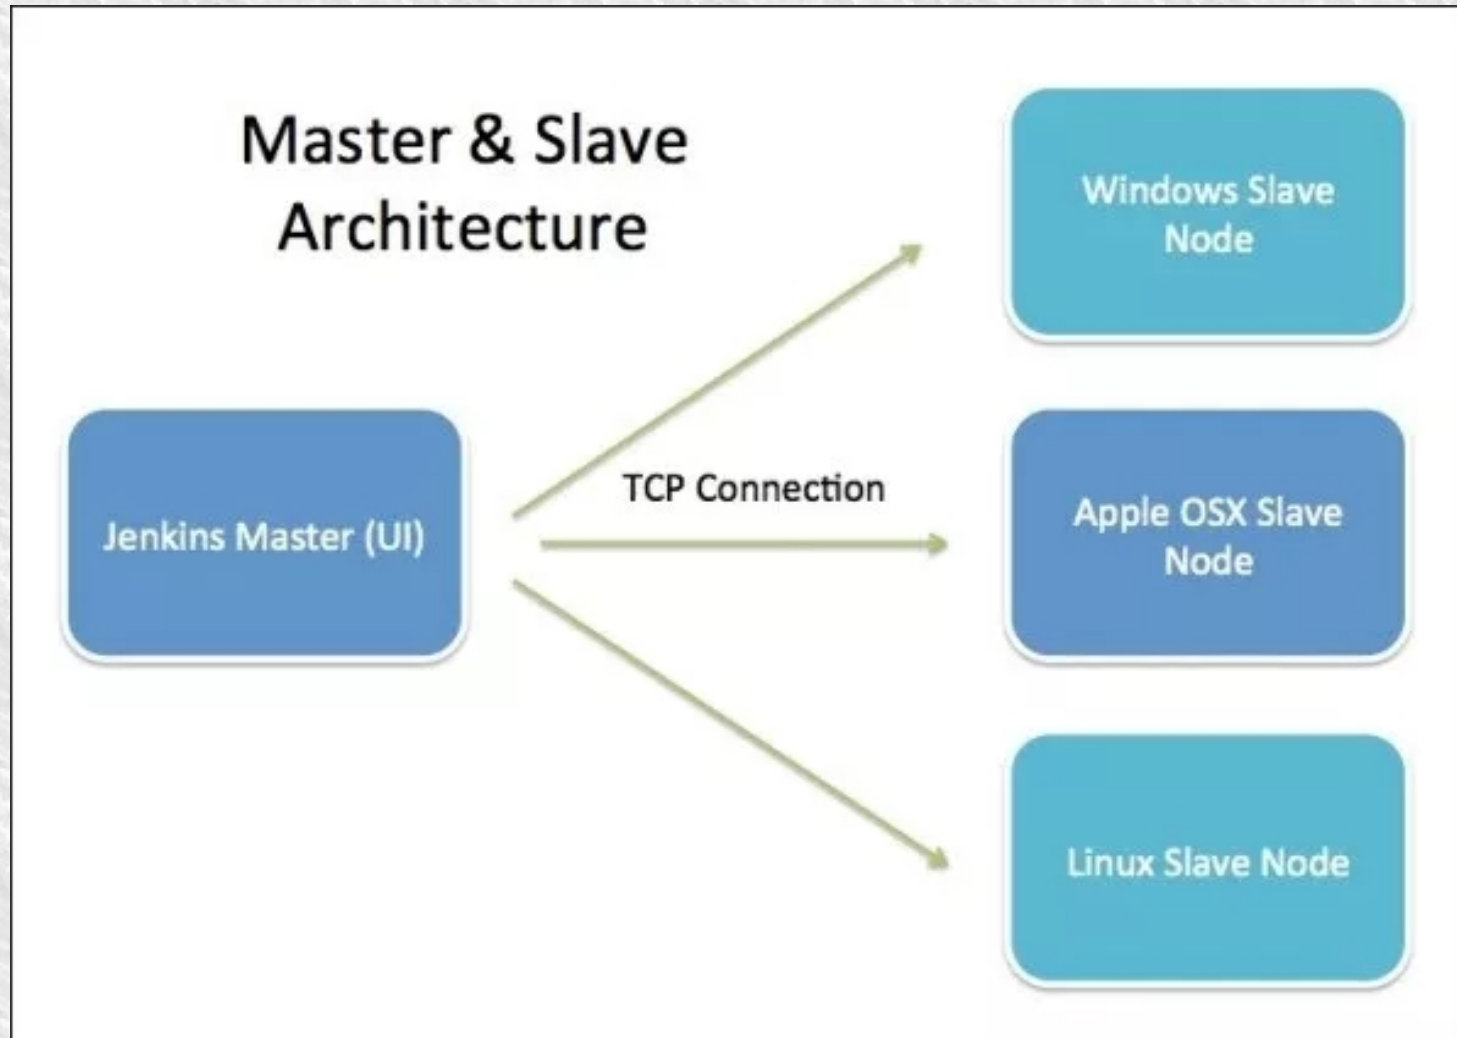 Master & Slave
Architecture
Windows Slave
Node
TCP Connection
Jenkins Master (UI)
Apple OSX Slave
Node
Linux Slave Node